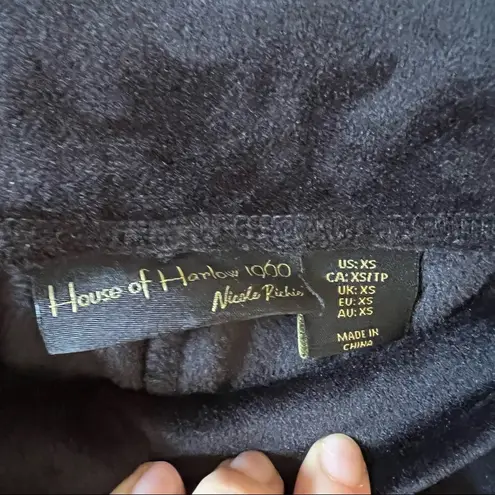 House of Harlow 1960
Nicole Richie
US: XS
CA: XS/TP
UK: XS
EU: XS
AU: XS
MADE IN
CHINA